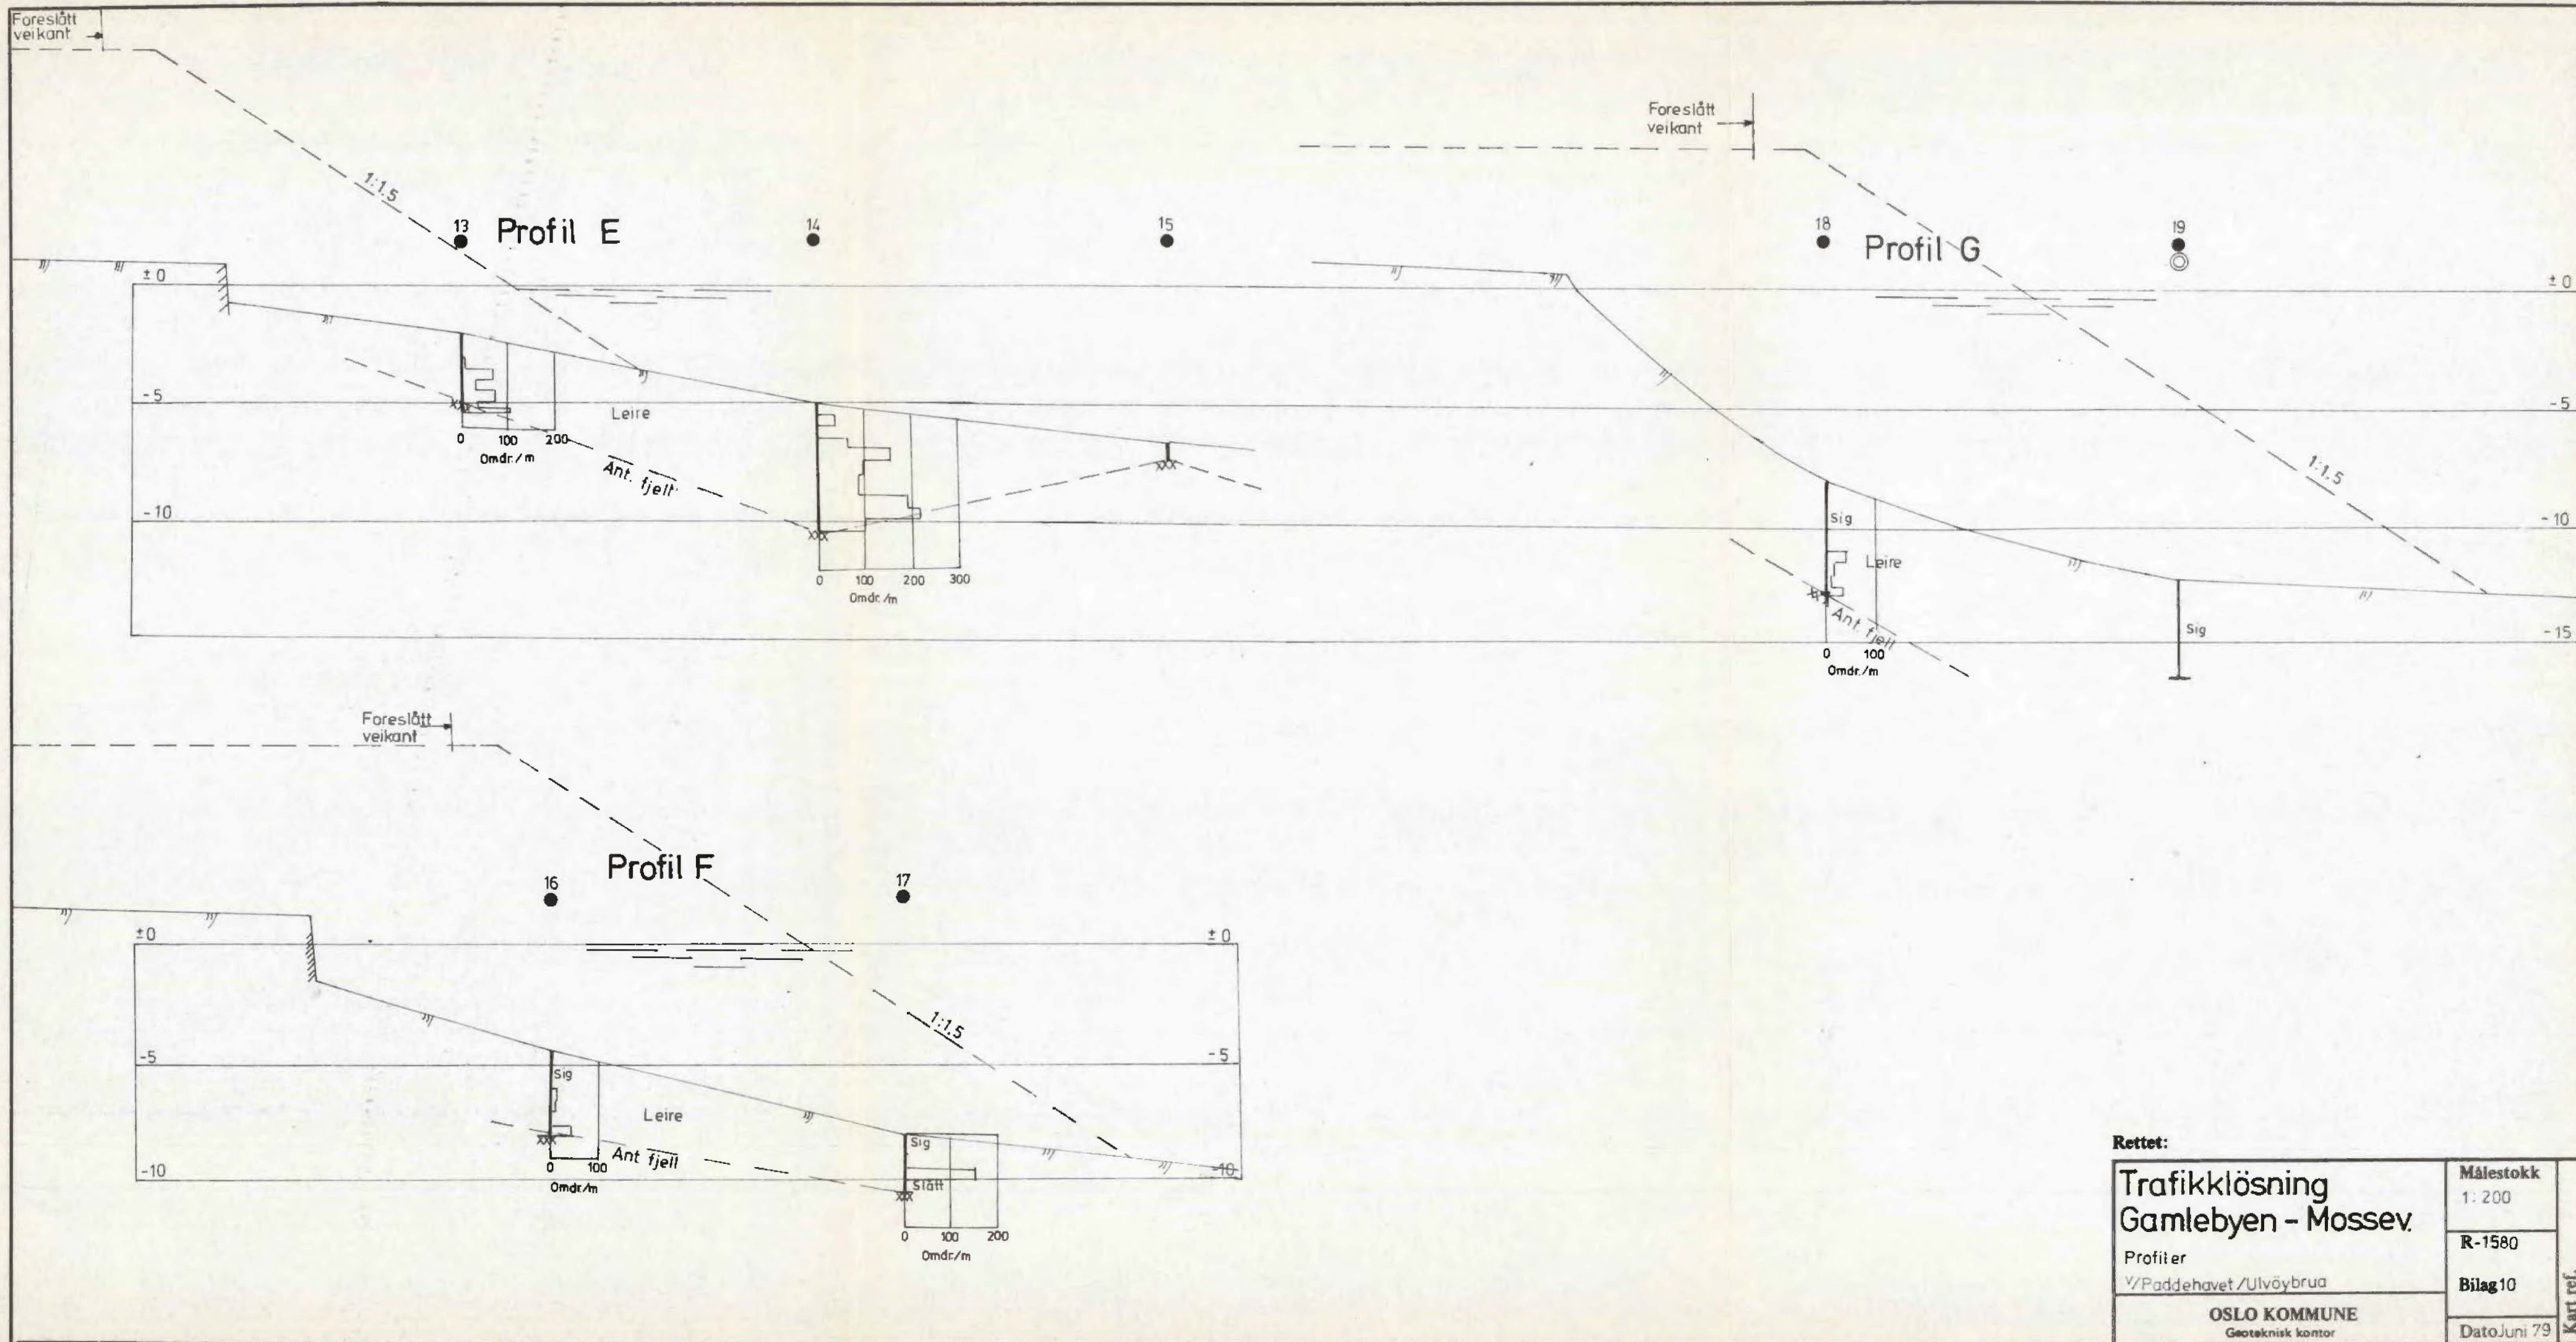 Foreslått
veikant
1:1.5
13
Profil E
14
15
±0
-5
-10
Leire
0 100 200
Omdr./m
Ant. fjell
0 100 200 300
Omdr./m
Foreslått
veikant
18
Profil G
19
±0
-5
-10
-15
1:1.5
Sig
Leire
Ant. fjell
0 100
Omdr./m
Sig
Foreslått
veikant
Profil F
16
17
±0
-5
-10
±0
-5
-10
1:1.5
Sig
Leire
Ant fjell
0 100
Omdr/m
Sig
Slått
0 100 200
Omdr./m
Rettet:
Trafikklösning
Gamlebyen - Mossev.
Profiler
V/Paddehavet/Ulvöybrua
OSLO KOMMUNE
Geoteknisk kontor
Målestokk
1:200
R-1580
Bilag 10
Dato Juni 79
Kart ref.